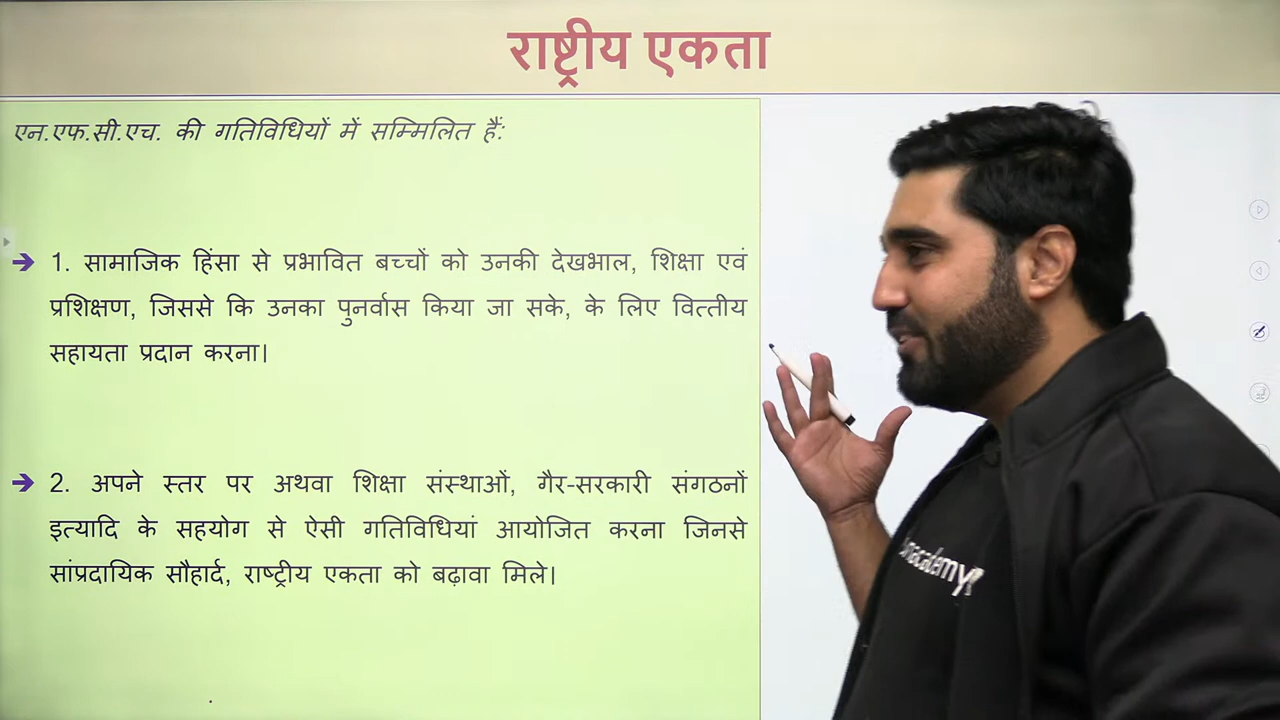 राष्ट्रीय एकता
एन.एफ.सी.एच. की गतिविधियों में सम्मिलित हैं:
➔ 1. सामाजिक हिंसा से प्रभावित बच्चों को उनकी देखभाल, शिक्षा एवं
प्रशिक्षण, जिससे कि उनका पुनर्वास किया जा सके, के लिए वित्तीय
सहायता प्रदान करना।
➔ 2. अपने स्तर पर अथवा शिक्षा संस्थाओं, गैर-सरकारी संगठनों
इत्यादि के सहयोग से ऐसी गतिविधियां आयोजित करना जिनसे
सांप्रदायिक सौहार्द, राष्ट्रीय एकता को बढ़ावा मिले।